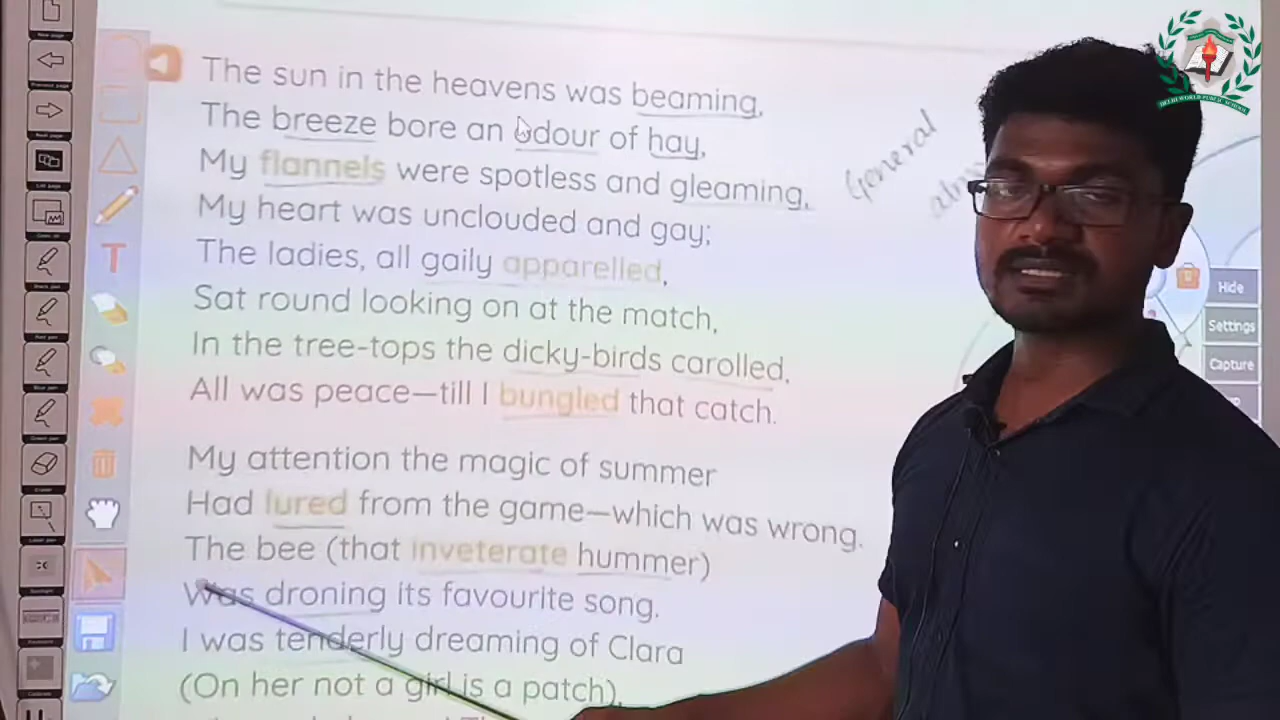 The sun in the heavens was beaming,
The breeze bore an odour of hay,
My flannels were spotless and gleaming,
My heart was unclouded and gay;
The ladies, all gaily apparelled,
Sat round looking on at the match,
In the tree-tops the dicky-birds carolled,
All was peace—till I bungled that catch.
My attention the magic of summer
Had lured from the game—which was wrong.
The bee (that inveterate hummer)
Was droning its favourite song.
I was tenderly dreaming of Clara
(On her not a girl is a patch),
General
Hide
Settings
Capture
DELHI WORLD PUBLIC SCHOOL